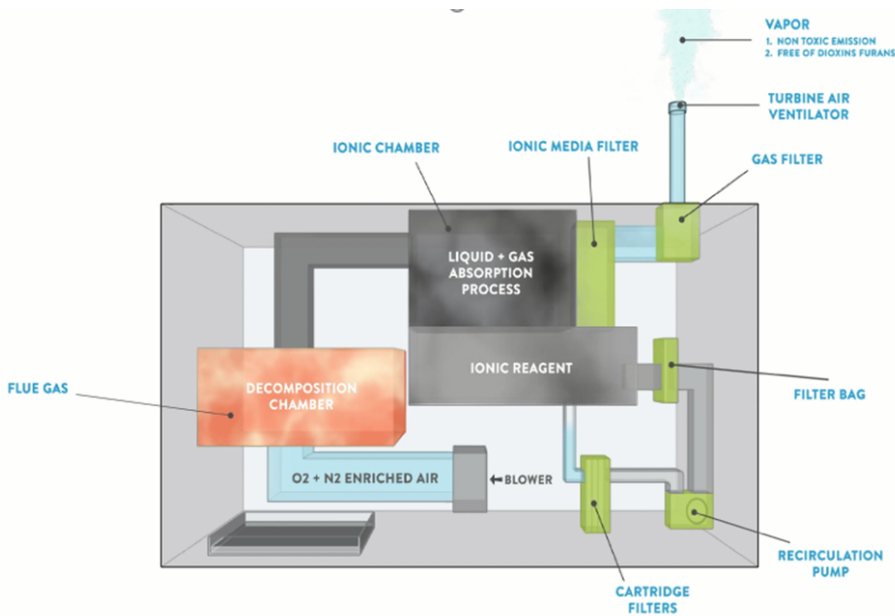 VAPOR
1. NON TOXIC EMISSION
2. FREE OF DIOXINS FURANS
TURBINE AIR
VENTILATOR
IONIC CHAMBER
IONIC MEDIA FILTER
GAS FILTER
LIQUID + GAS
ABSORPTION
PROCESS
IONIC REAGENT
FLUE GAS
DECOMPOSITION
CHAMBER
FILTER BAG
O2 + N2 ENRICHED AIR
BLOWER
RECIRCULATION
PUMP
CARTRIDGE
FILTERS